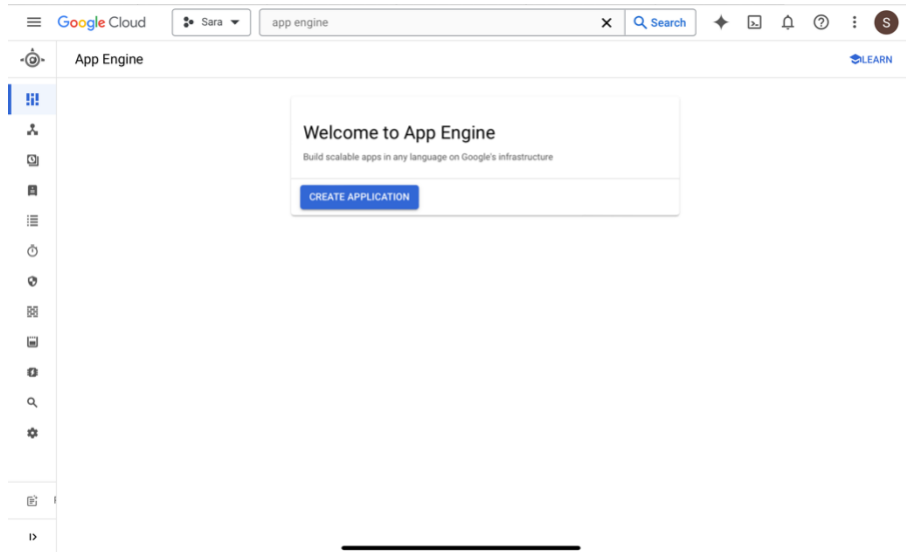 Google Cloud
Sara
app engine
Search
S
App Engine
LEARN
Welcome to App Engine
Build scalable apps in any language on Google's infrastructure
CREATE APPLICATION